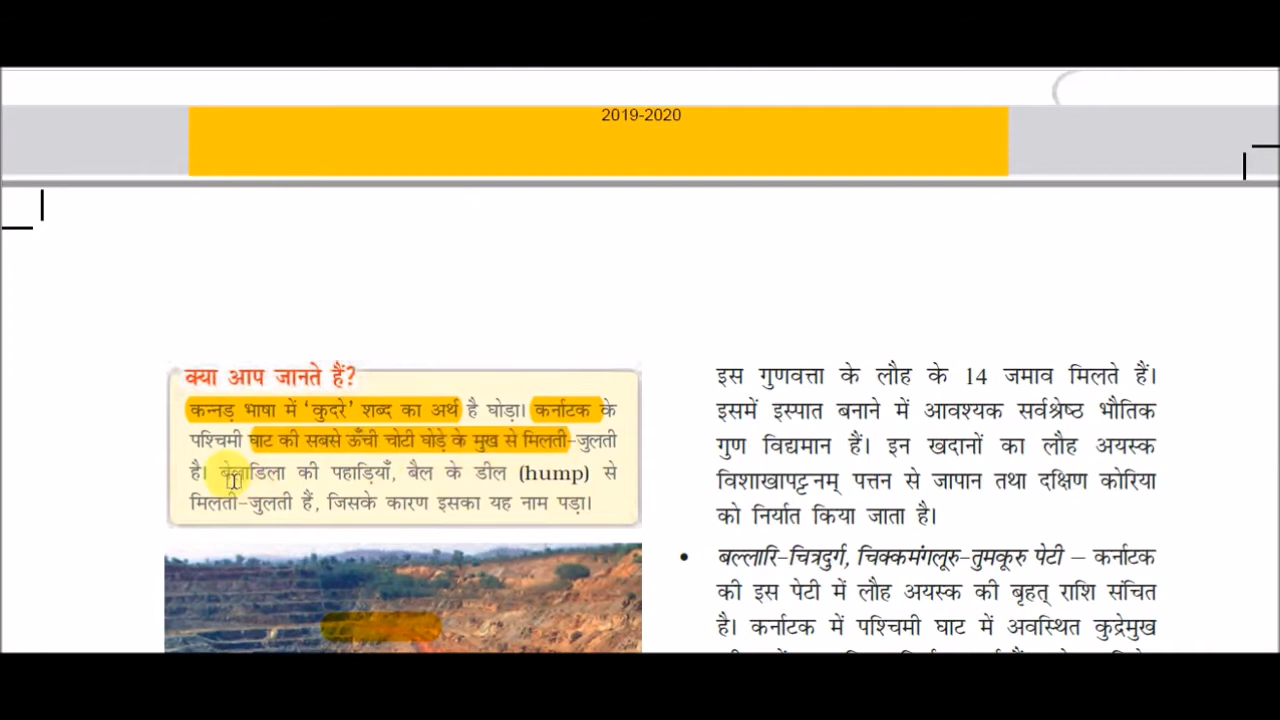 2019-2020
क्या आप जानते हैं?
कन्नड़ भाषा में ‘कुदरे’ शब्द का अर्थ है घोड़ा। कर्नाटक के
पश्चिमी घाट की सबसे ऊँची चोटी घोड़े के मुख से मिलती-जुलती
है। बेलाडिला की पहाड़ियाँ, बैल के डील (hump) से
मिलती-जुलती हैं, जिसके कारण इसका यह नाम पड़ा।
इस गुणवत्ता के लौह के 14 जमाव मिलते हैं।
इसमें इस्पात बनाने में आवश्यक सर्वश्रेष्ठ भौतिक
गुण विद्यमान हैं। इन खदानों का लौह अयस्क
विशाखापट्टनम् पत्तन से जापान तथा दक्षिण कोरिया
को निर्यात किया जाता है।
• बल्लारि-चित्रदुर्ग, चिक्कमंगलूरु-तुमकूरु पेटी – कर्नाटक
की इस पेटी में लौह अयस्क की बृहत् राशि संचित
है। कर्नाटक में पश्चिमी घाट में अवस्थित कुद्रेमुख